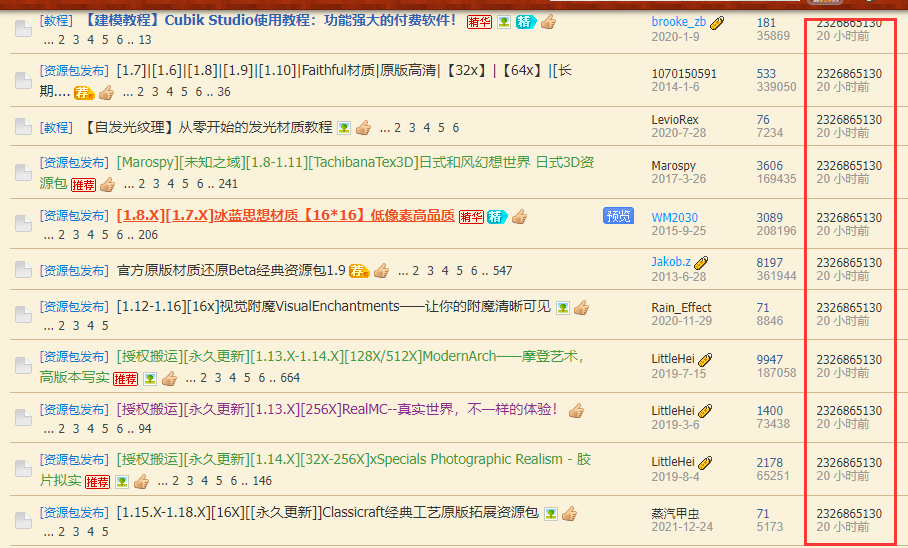 [教程] 【建模教程】Cubik Studio使用教程：功能强大的付费软件！ 精华 精
... 2 3 4 5 6 .. 13
brooke_zb
2020-1-9
181
35869
2326865130
20 小时前
[资源包发布] [1.7]|[1.6]|[1.8]|[1.9]|[1.10]|Faithful材质|原版高清|【32x】|【64x】|[长
期.... 荐 ... 2 3 4 5 6 .. 36
1070150591
2014-1-6
533
339050
2326865130
20 小时前
[教程] 【自发光纹理】从零开始的发光材质教程 ... 2 3 4 5 6
LevioRex
2020-7-28
76
7234
2326865130
20 小时前
[资源包发布] [Marospy][未知之域][1.8-1.11][TachibanaTex3D]日式和风幻想世界 日式3D资
源包 推荐 ... 2 3 4 5 6 .. 241
Marospy
2017-3-26
3606
169435
2326865130
20 小时前
[资源包发布] [1.8.X][1.7.X]冰蓝思想材质【16*16】低像素高品质 精华 精 预览
... 2 3 4 5 6 .. 206
WM2030
2015-9-25
3089
208196
2326865130
20 小时前
[资源包发布] 官方原版材质还原Beta经典资源包1.9 荐 ... 2 3 4 5 6 .. 547
Jakob.z
2013-6-28
8197
361944
2326865130
20 小时前
[资源包发布] [1.12-1.16][16x]视觉附魔VisualEnchantments——让你的附魔清晰可见
... 2 3 4 5
Rain_Effect
2020-11-29
71
8846
2326865130
20 小时前
[资源包发布] [授权搬运][永久更新][1.13.X-1.14.X][128X/512X]ModernArch——摩登艺术，
高版本写实 推荐 ... 2 3 4 5 6 .. 664
LittleHei
2019-7-15
9947
187058
2326865130
20 小时前
[资源包发布] [授权搬运][永久更新][1.13.X][256X]RealMC--真实世界，不一样的体验！
... 2 3 4 5 6 .. 94
LittleHei
2019-3-6
1400
73438
2326865130
20 小时前
[资源包发布] [授权搬运][永久更新][1.14.X][32X-256X]xSpecials Photographic Realism - 胶
片拟实 推荐 ... 2 3 4 5 6 .. 146
LittleHei
2019-8-4
2178
65251
2326865130
20 小时前
[资源包发布] [1.15.X-1.18.X][16X][[永久更新]]Classicraft经典工艺原版拓展资源包
... 2 3 4 5
蒸汽甲虫
2021-12-24
71
5173
2326865130
20 小时前